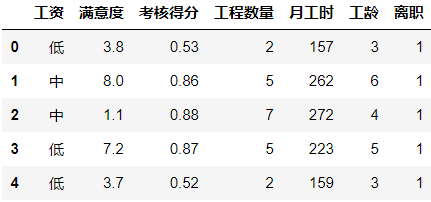 工资 满意度 考核得分 工程数量 月工时 工龄 离职
0 低 3.8 0.53 2 157 3 1
1 中 8.0 0.86 5 262 6 1
2 中 1.1 0.88 7 272 4 1
3 低 7.2 0.87 5 223 5 1
4 低 3.7 0.52 2 159 3 1